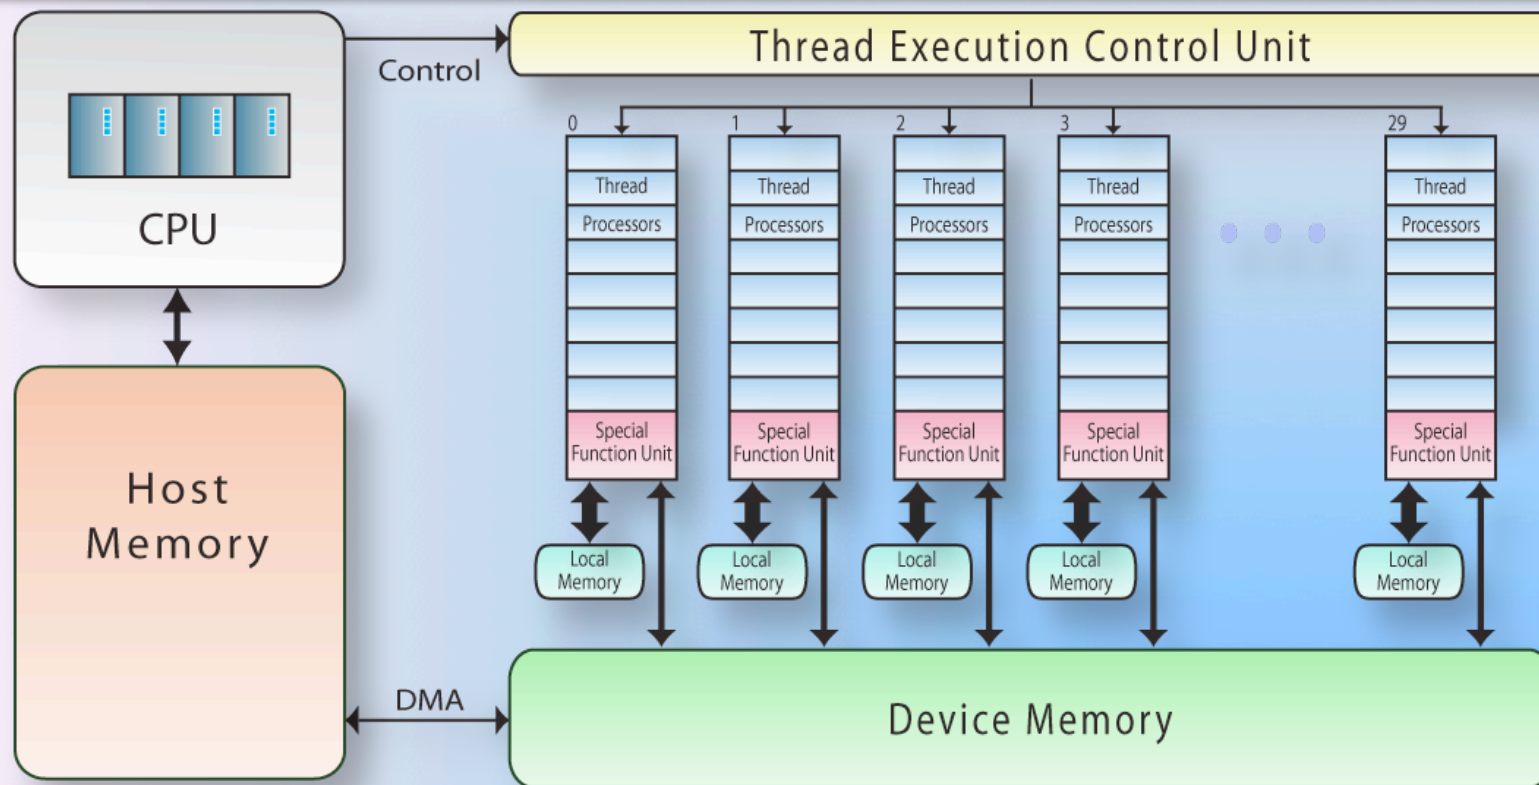 Thread Execution Control Unit
Control
CPU
0
1
2
3
29
Thread
Processors
Thread
Processors
Thread
Processors
Thread
Processors
Thread
Processors
Special
Function Unit
Special
Function Unit
Special
Function Unit
Special
Function Unit
Special
Function Unit
Host
Memory
Local
Memory
Local
Memory
Local
Memory
Local
Memory
Local
Memory
DMA
Device Memory